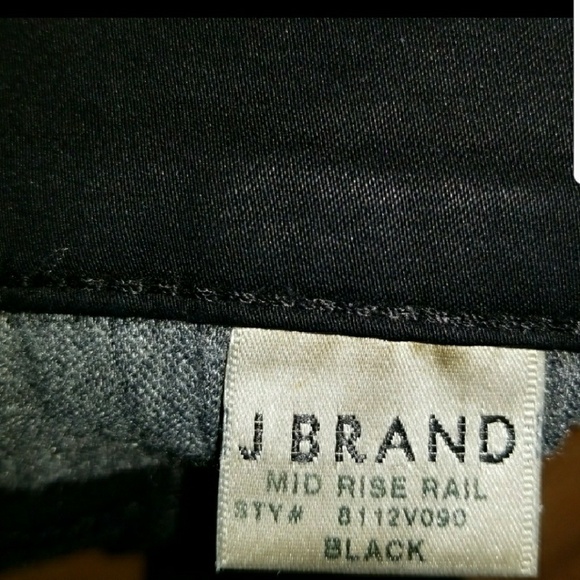 J BRAND
MID RISE RAIL
STY# 8112V090
BLACK